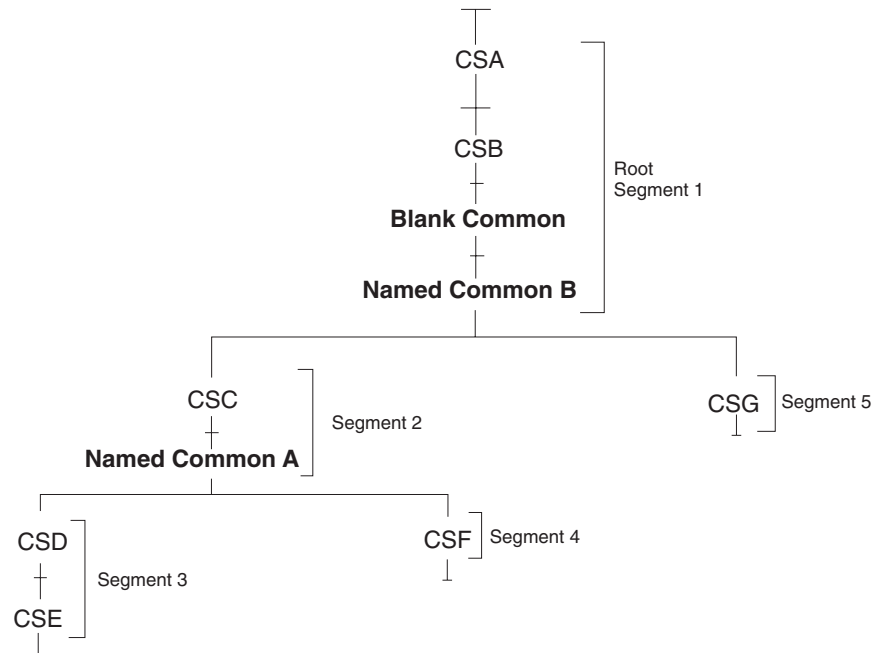 CSA
CSB
Root
Segment 1
Blank Common
Named Common B
CSC
Segment 2
CSG
Segment 5
Named Common A
CSD
CSF
Segment 4
Segment 3
CSE